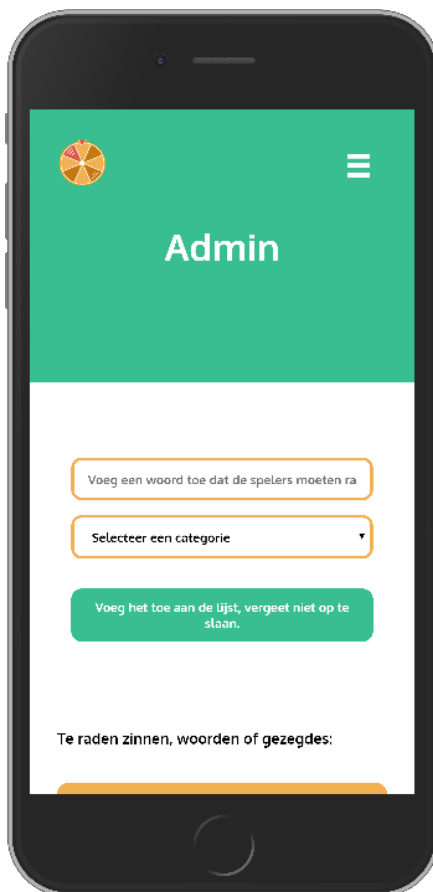 Admin
Voeg een woord toe dat de spelers moeten ra
Selecteer een categorie
Voeg het toe aan de lijst, vergeet niet op te
slaan.
Te raden zinnen, woorden of gezegdes: